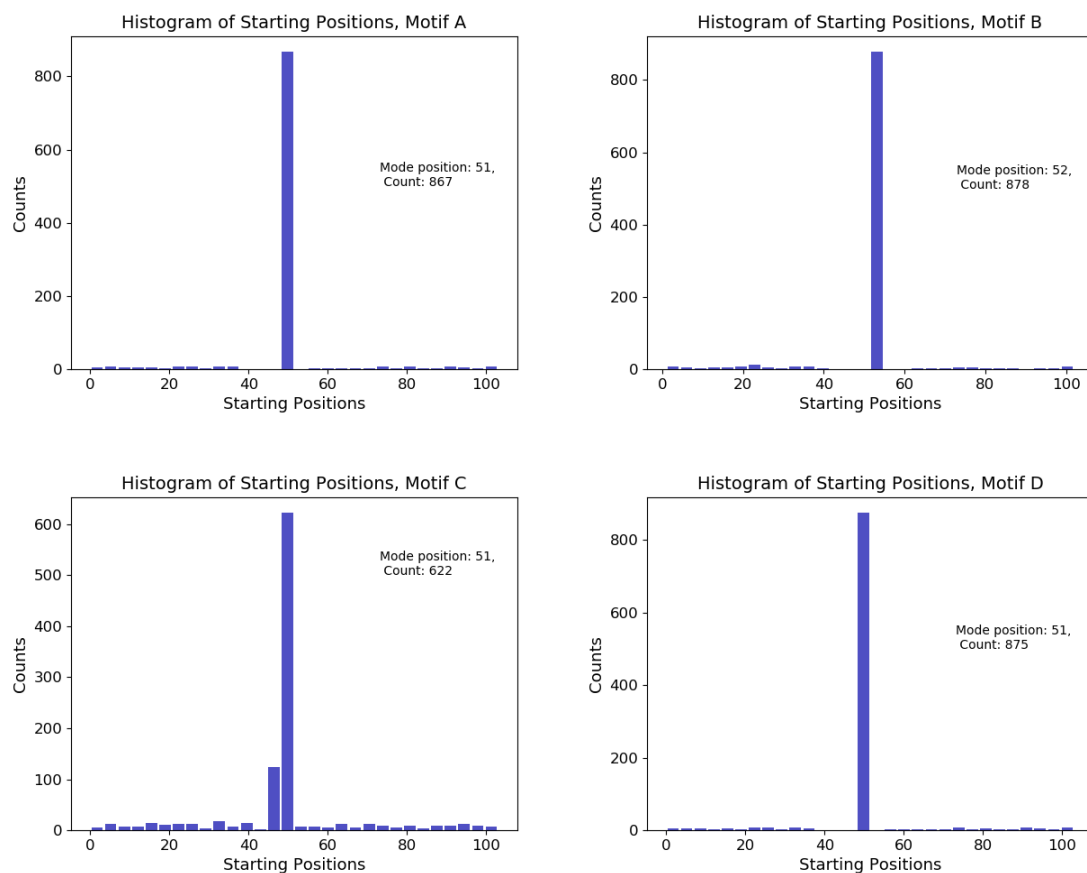 Histogram of Starting Positions, Motif A
Counts
800
600
400
200
0
0 20 40 60 80 100
Starting Positions
Mode position: 51,
Count: 867
Histogram of Starting Positions, Motif B
Counts
800
600
400
200
0
0 20 40 60 80 100
Starting Positions
Mode position: 52,
Count: 878
Histogram of Starting Positions, Motif C
Counts
600
500
400
300
200
100
0
0 20 40 60 80 100
Starting Positions
Mode position: 51,
Count: 622
Histogram of Starting Positions, Motif D
Counts
800
600
400
200
0
0 20 40 60 80 100
Starting Positions
Mode position: 51,
Count: 875